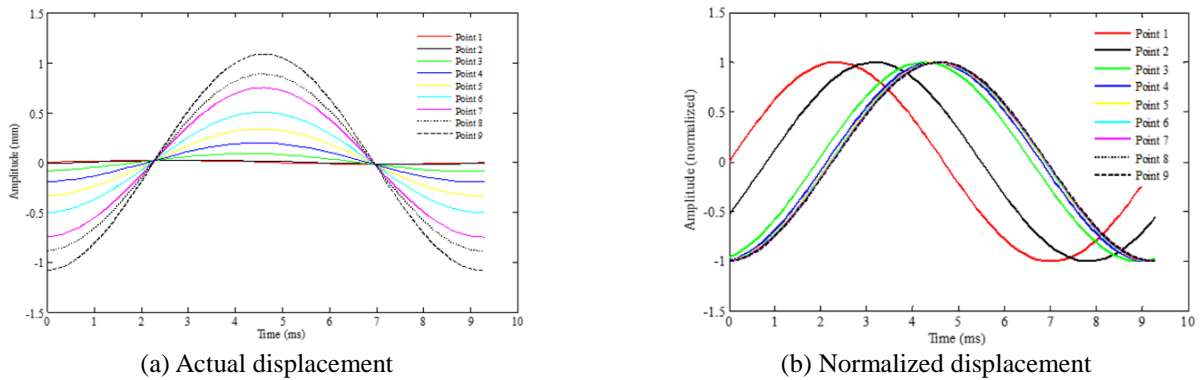 1.5
1
0.5
0
-0.5
-1
-1.5
Amplitude (mm)
0 1 2 3 4 5 6 7 8 9 10
Time (ms)
Point 1
Point 2
Point 3
Point 4
Point 5
Point 6
Point 7
Point 8
Point 9
(a) Actual displacement
1.5
1
0.5
0
-0.5
-1
-1.5
Amplitude (normalized)
0 1 2 3 4 5 6 7 8 9 10
Time (ms)
Point 1
Point 2
Point 3
Point 4
Point 5
Point 6
Point 7
Point 8
Point 9
(b) Normalized displacement